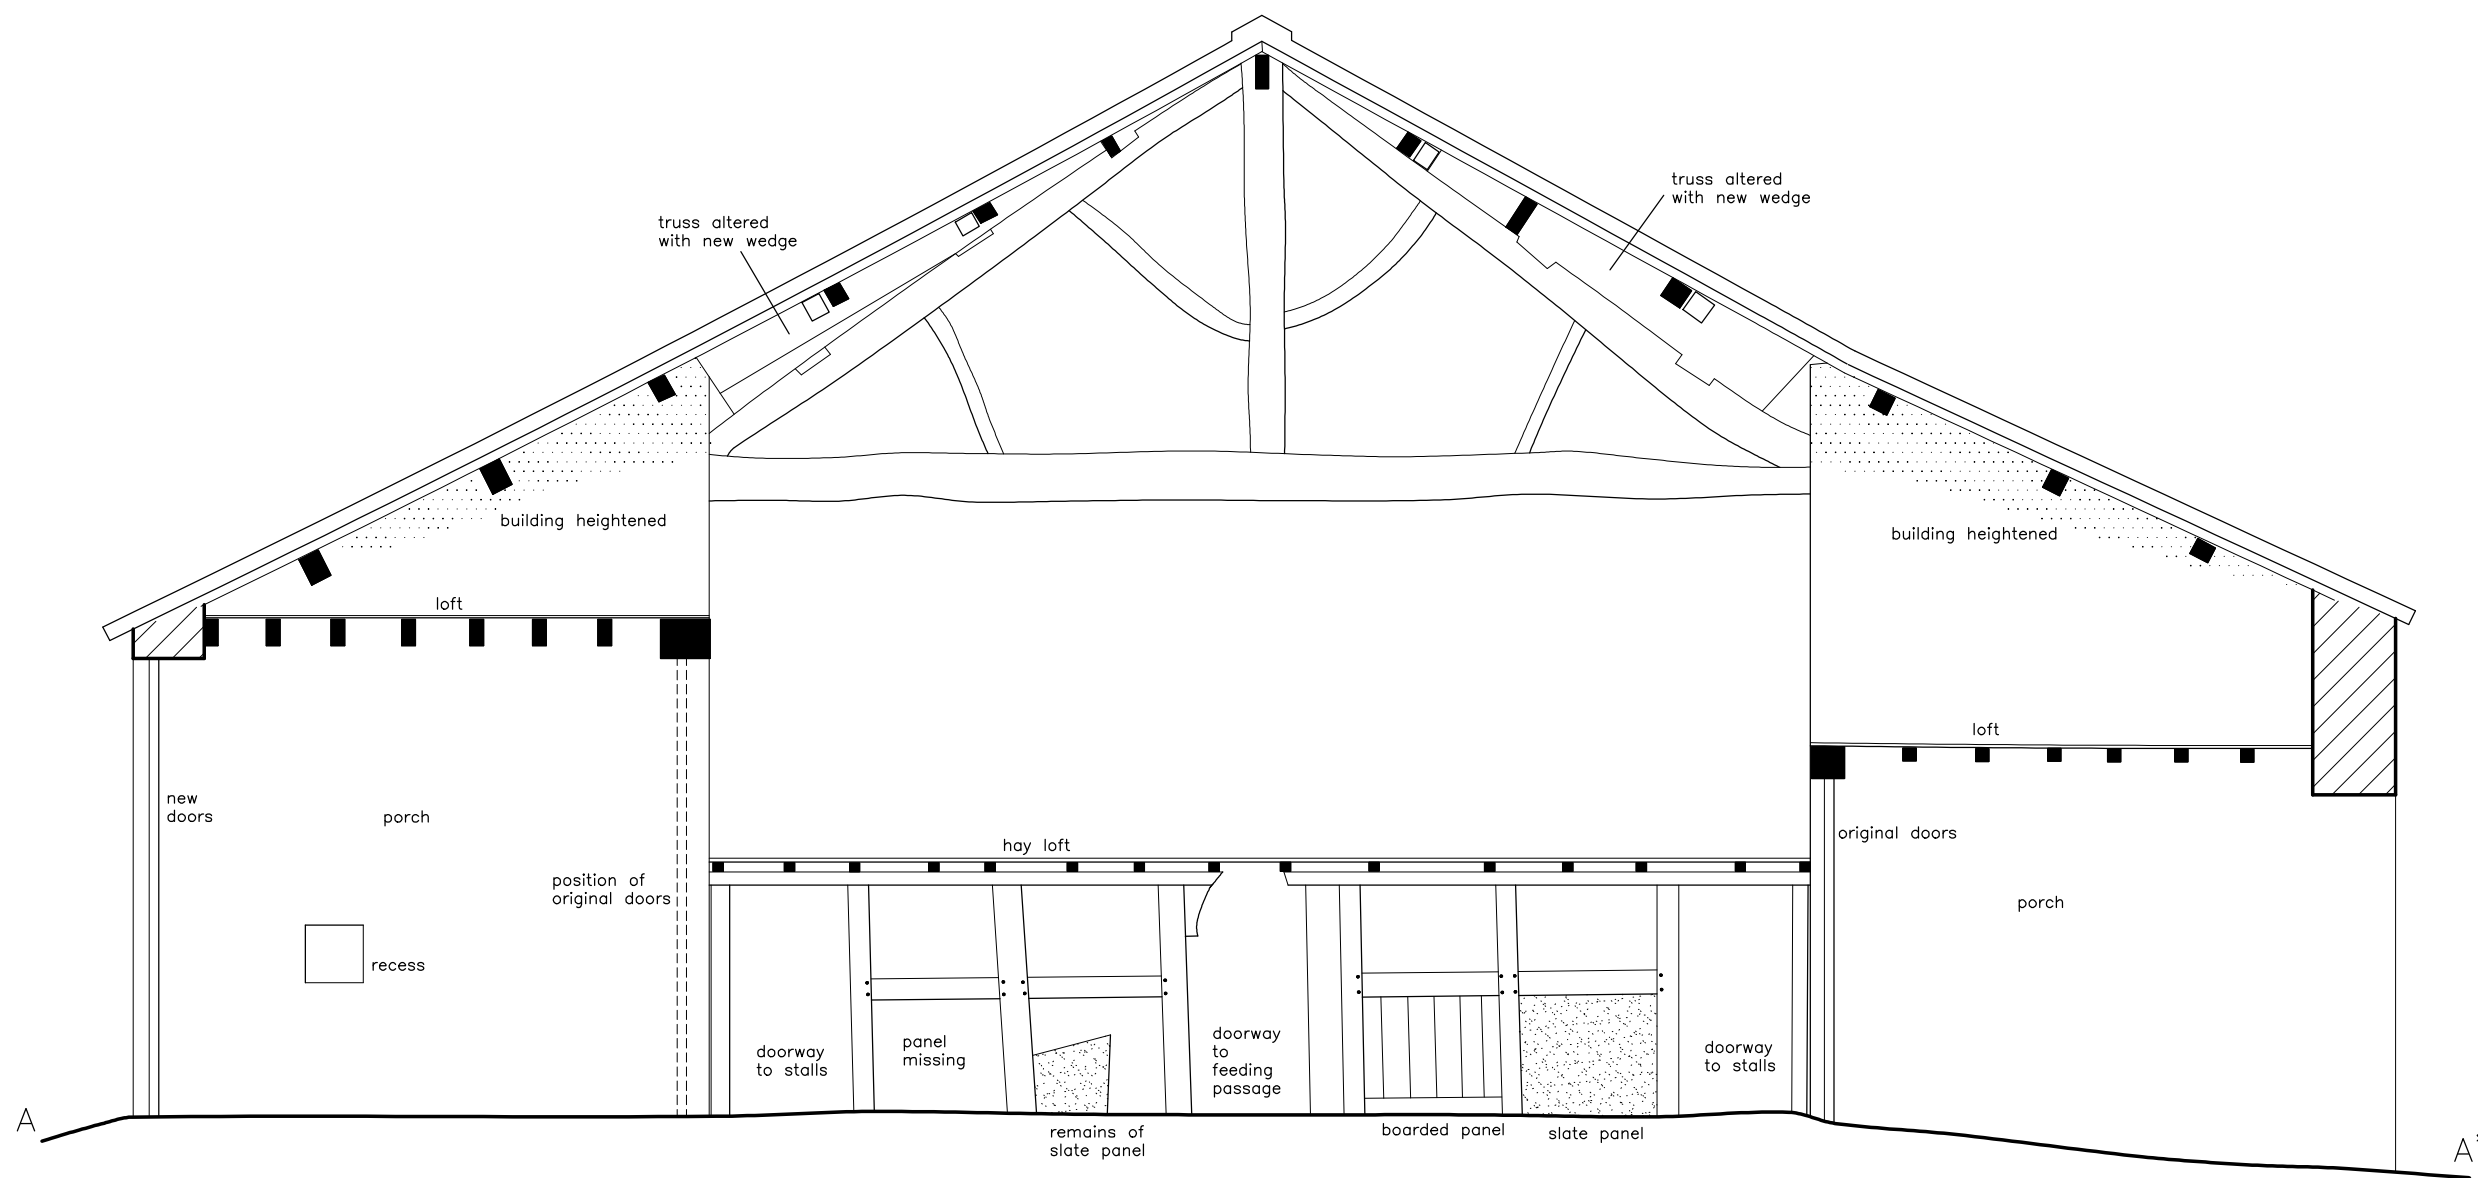 truss altered
with new wedge
truss altered
with new wedge
building heightened
building heightened
loft
loft
new
doors
porch
original doors
hay loft
position of
original doors
porch
recess
doorway
to stalls
panel
missing
doorway
to
feeding
passage
doorway
to stalls
A
remains of
slate panel
boarded panel
slate panel
A'